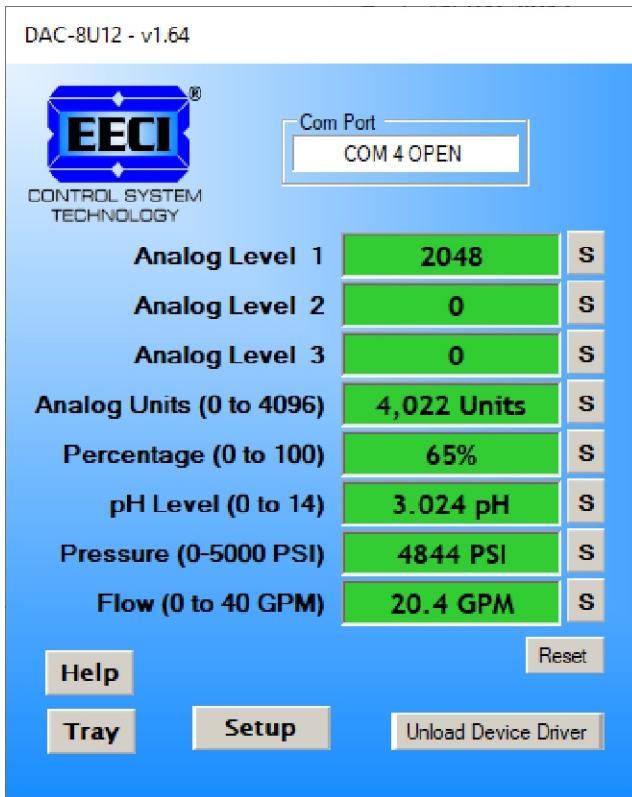 DAC-8U12 - v1.64
EECI ®
CONTROL SYSTEM
TECHNOLOGY
Com Port
COM 4 OPEN
Analog Level 1 2048 S
Analog Level 2 0 S
Analog Level 3 0 S
Analog Units (0 to 4096) 4,022 Units S
Percentage (0 to 100) 65% S
pH Level (0 to 14) 3.024 pH S
Pressure (0-5000 PSI) 4844 PSI S
Flow (0 to 40 GPM) 20.4 GPM S
Reset
Help
Tray Setup Unload Device Driver